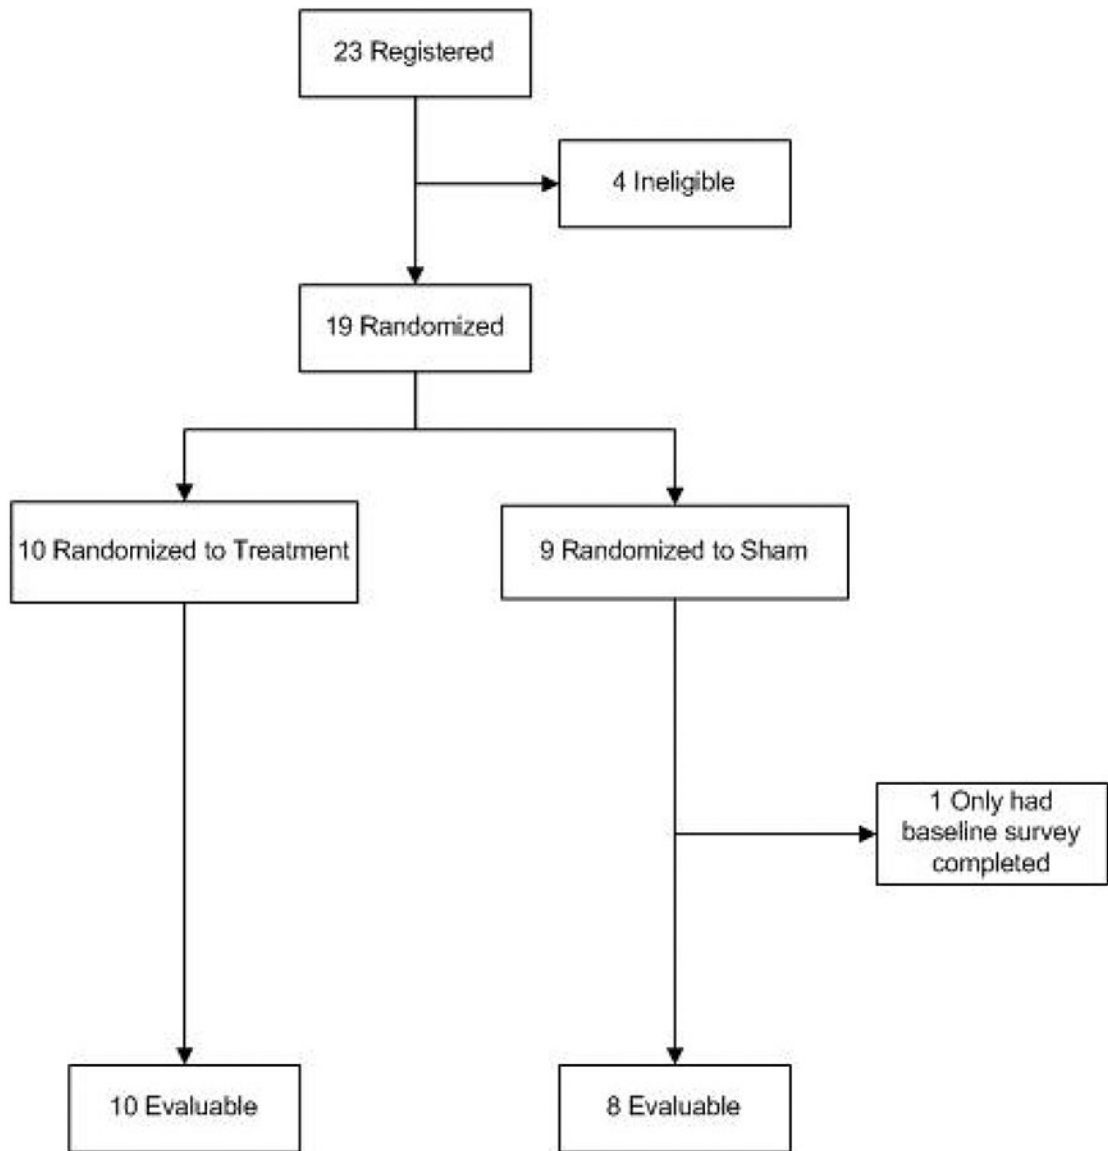 23 Registered
4 Ineligible
19 Randomized
10 Randomized to Treatment
9 Randomized to Sham
1 Only had
baseline survey
completed
10 Evaluable
8 Evaluable